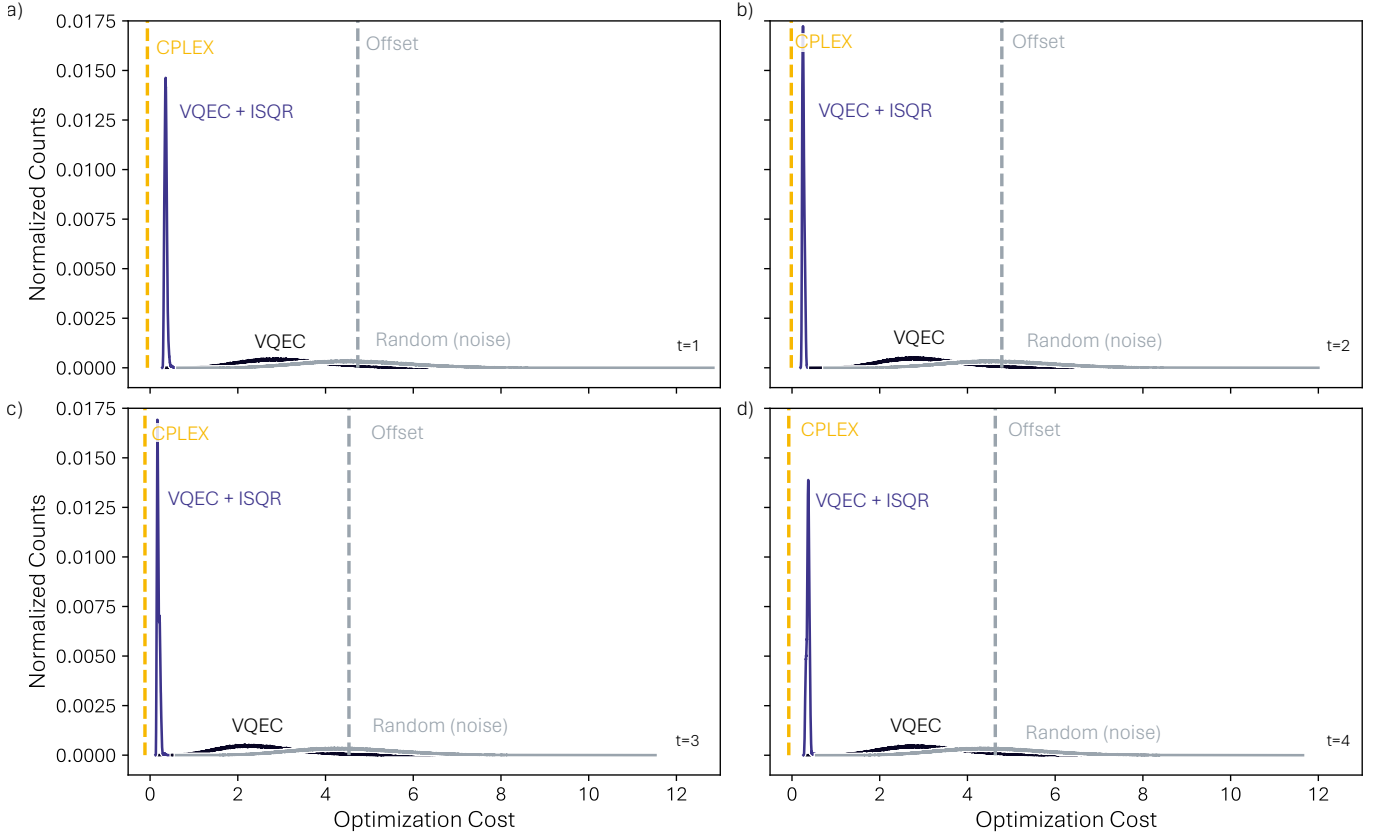 a)
0.0175
0.0150
0.0125
0.0100
0.0075
0.0050
0.0025
0.0000
Normalized Counts
CPLEX
Offset
VQEC + ISQR
VQEC
Random (noise)
t=1
b)
CPLEX
Offset
VQEC + ISQR
VQEC
Random (noise)
t=2
c)
0.0175
0.0150
0.0125
0.0100
0.0075
0.0050
0.0025
0.0000
Normalized Counts
CPLEX
Offset
VQEC + ISQR
VQEC
Random (noise)
t=3
0 2 4 6 8 10 12
Optimization Cost
d)
CPLEX
Offset
VQEC + ISQR
VQEC
Random (noise)
t=4
0 2 4 6 8 10 12
Optimization Cost